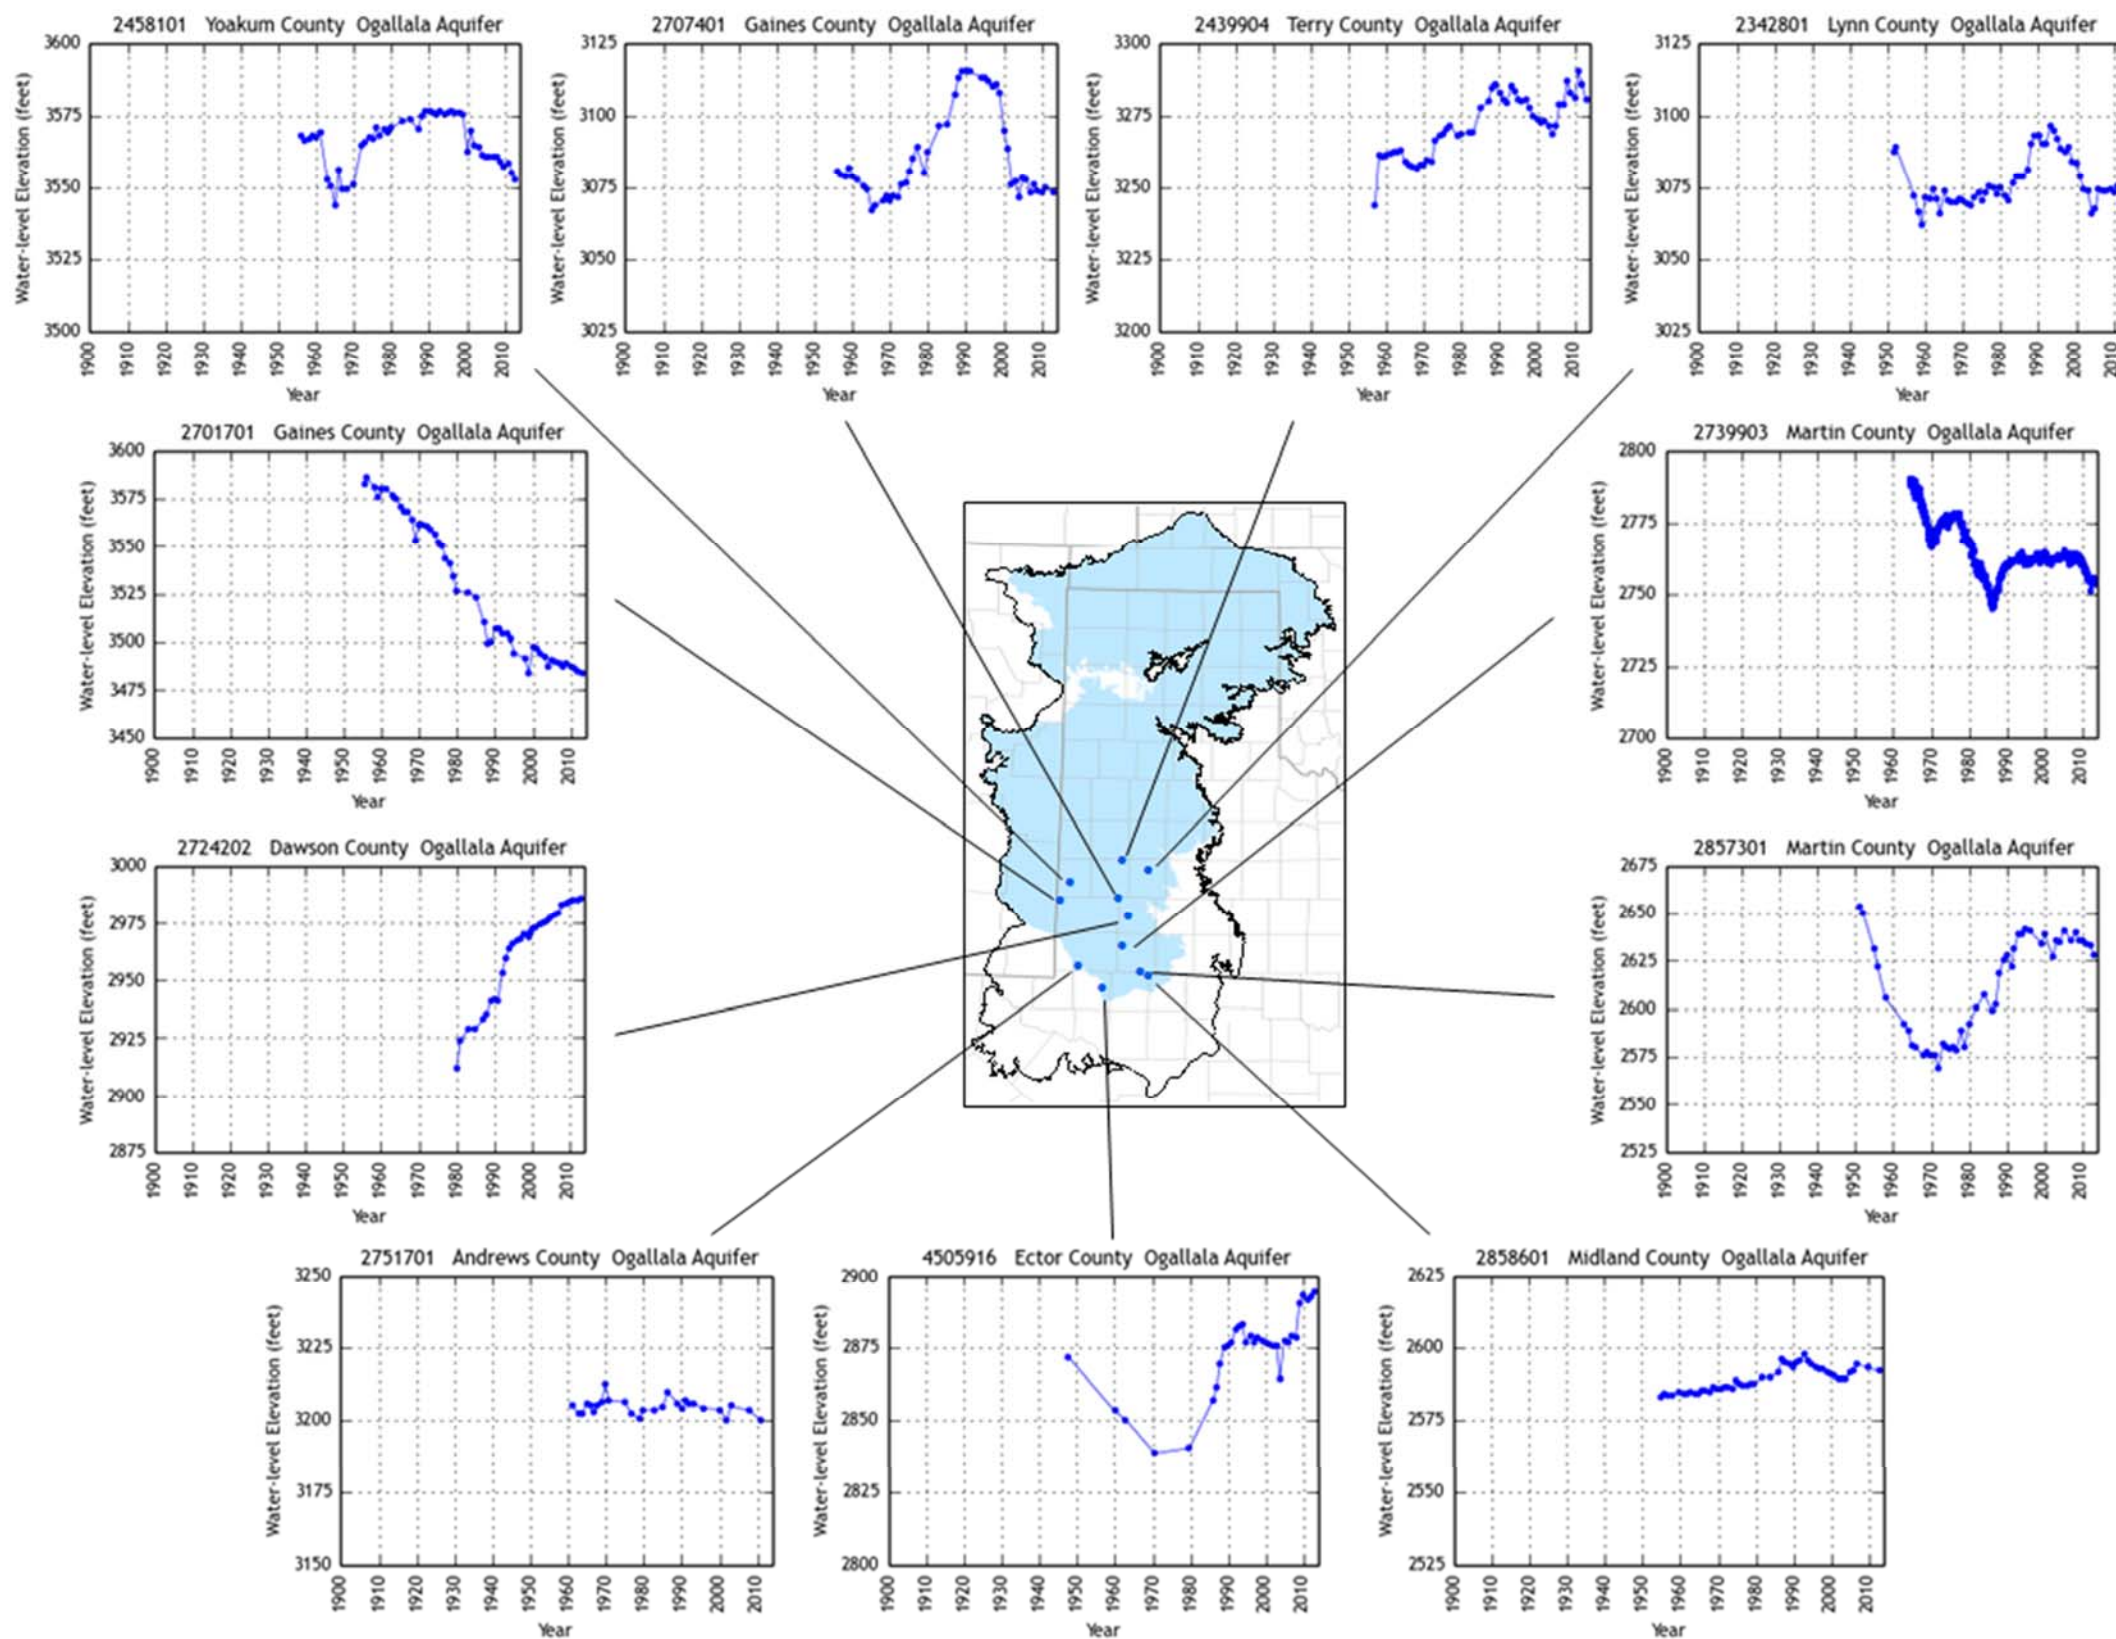 2458101 Yoakum County Ogallala Aquifer
Water-level Elevation (feet)
3600
3575
3550
3525
3500
1900 1910 1920 1930 1940 1950 1960 1970 1980 1990 2000 2010
Year
2707401 Gaines County Ogallala Aquifer
Water-level Elevation (feet)
3125
3100
3075
3050
3025
1900 1910 1920 1930 1940 1950 1960 1970 1980 1990 2000 2010
Year
2439904 Terry County Ogallala Aquifer
Water-level Elevation (feet)
3300
3275
3250
3225
3200
1900 1910 1920 1930 1940 1950 1960 1970 1980 1990 2000 2010
Year
2342801 Lynn County Ogallala Aquifer
Water-level Elevation (feet)
3125
3100
3075
3050
3025
1900 1910 1920 1930 1940 1950 1960 1970 1980 1990 2000
Year
2701701 Gaines County Ogallala Aquifer
Water-level Elevation (feet)
3600
3575
3550
3525
3500
3475
3450
1900 1910 1920 1930 1940 1950 1960 1970 1980 1990 2000 2010
Year
2739903 Martin County Ogallala Aquifer
Water-level Elevation (feet)
2800
2775
2750
2725
2700
1900 1910 1920 1930 1940 1950 1960 1970 1980 1990 2000 2010
Year
2724202 Dawson County Ogallala Aquifer
Water-level Elevation (feet)
3000
2975
2950
2925
2900
2875
1900 1910 1920 1930 1940 1950 1960 1970 1980 1990 2000 2010
Year
2857301 Martin County Ogallala Aquifer
Water-level Elevation (feet)
2675
2650
2625
2600
2575
2550
2525
1900 1910 1920 1930 1940 1950 1960 1970 1980 1990 2000 2010
Year
2751701 Andrews County Ogallala Aquifer
Water-level Elevation (feet)
3250
3225
3200
3175
3150
1900 1910 1920 1930 1940 1950 1960 1970 1980 1990 2000 2010
Year
4505916 Ector County Ogallala Aquifer
Water-level Elevation (feet)
2900
2875
2850
2825
2800
1900 1910 1920 1930 1940 1950 1960 1970 1980 1990 2000 2010
Year
2858601 Midland County Ogallala Aquifer
Water-level Elevation (feet)
2625
2600
2575
2550
2525
1900 1910 1920 1930 1940 1950 1960 1970 1980 1990 2000 2010
Year